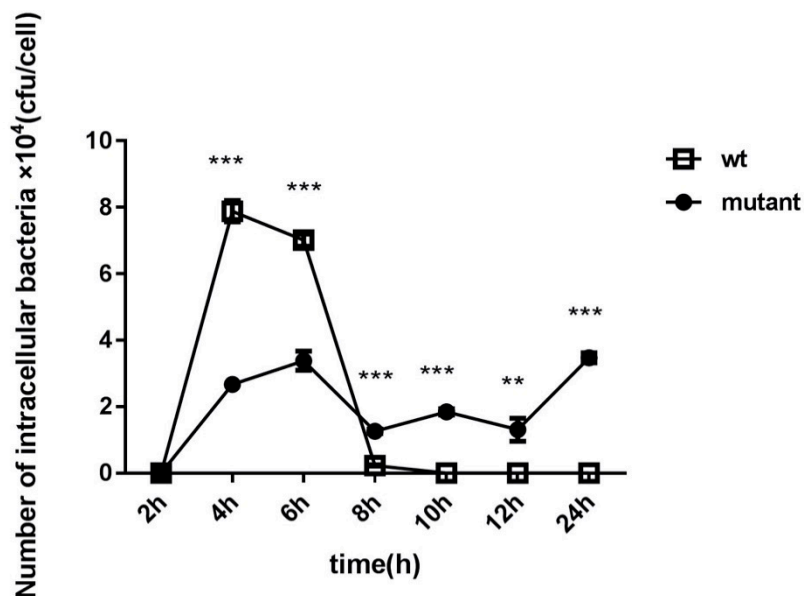 Number of intracellular bacteria ×10⁴(cfu/cell)
10
8
6
4
2
0
***
***
***
***
**
***
2h
4h
6h
8h
10h
12h
24h
time(h)
wt
mutant